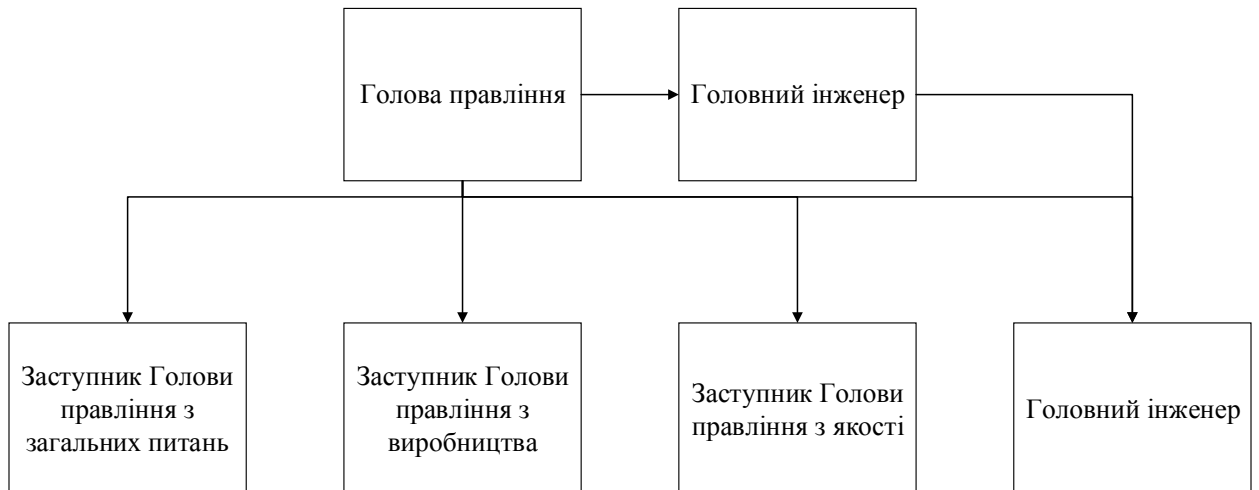 Голова правління
Головний інженер
Заступник Голови
правління з
загальних питань
Заступник Голови
правління з
виробництва
Заступник Голови
правління з якості
Головний інженер